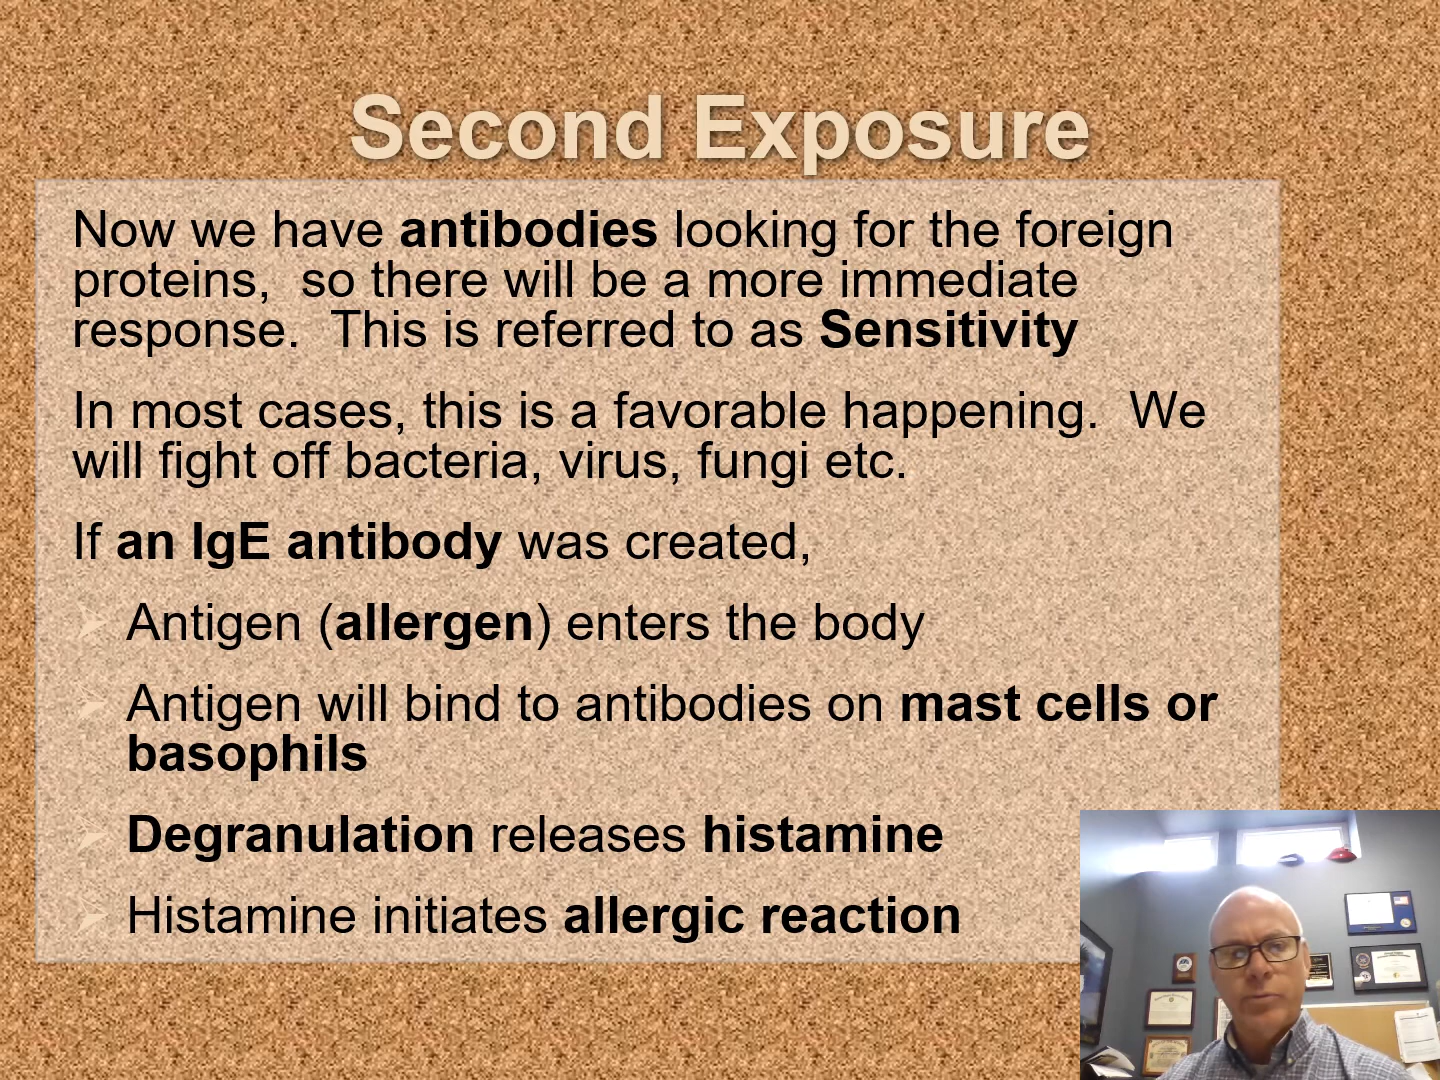 Second Exposure
Now we have antibodies looking for the foreign
proteins,  so there will be a more immediate
response.  This is referred to as Sensitivity
In most cases, this is a favorable happening.  We
will fight off bacteria, virus, fungi etc.
If an IgE antibody was created,
Antigen (allergen) enters the body
Antigen will bind to antibodies on mast cells or
basophils
Degranulation releases histamine
Histamine initiates allergic reaction